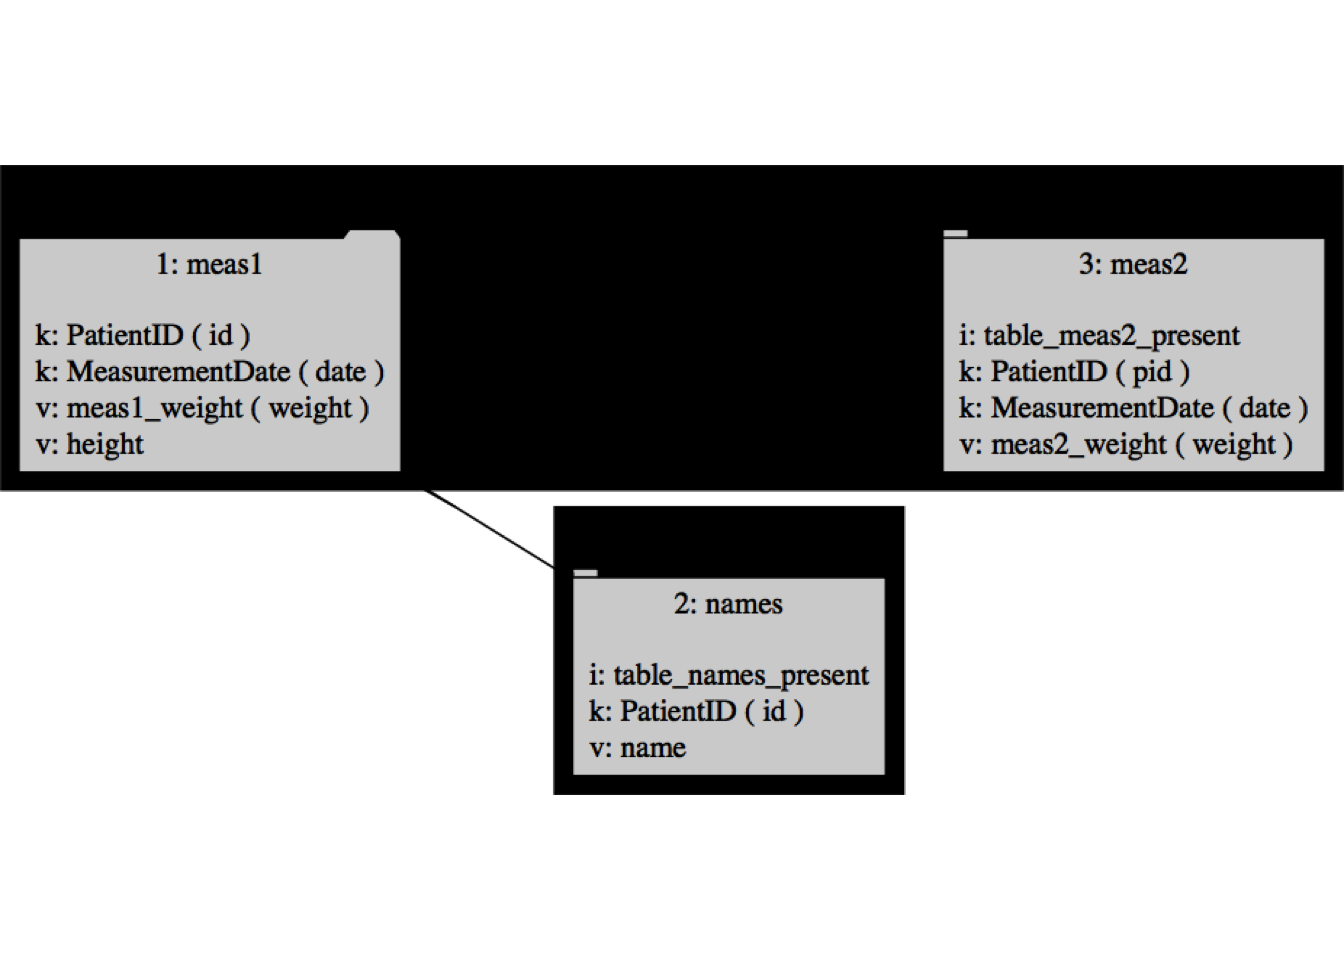 1: meas1
k: PatientID ( id )
k: MeasurementDate ( date )
v: meas1_weight ( weight )
v: height
3: meas2
i: table_meas2_present
k: PatientID ( pid )
k: MeasurementDate ( date )
v: meas2_weight ( weight )
2: names
i: table_names_present
k: PatientID ( id )
v: name